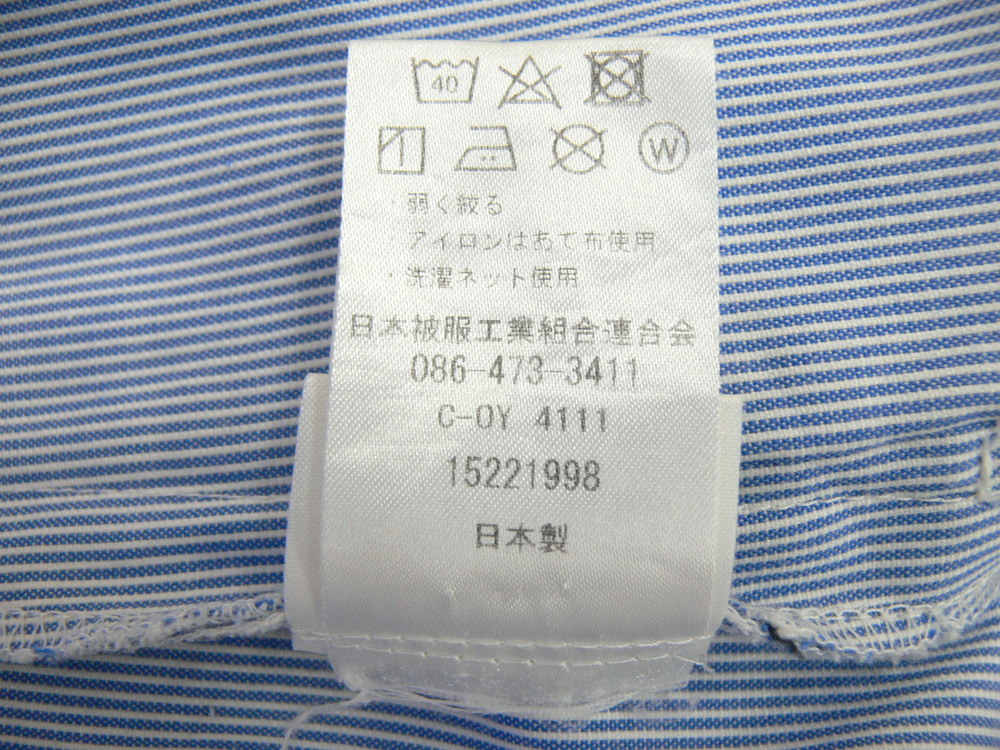 40
W
・弱く絞る
・アイロンはあて布使用
・洗濯ネット使用
日本被服工業組合連合会
086-473-3411
C-OY 4111
15221998
日本製